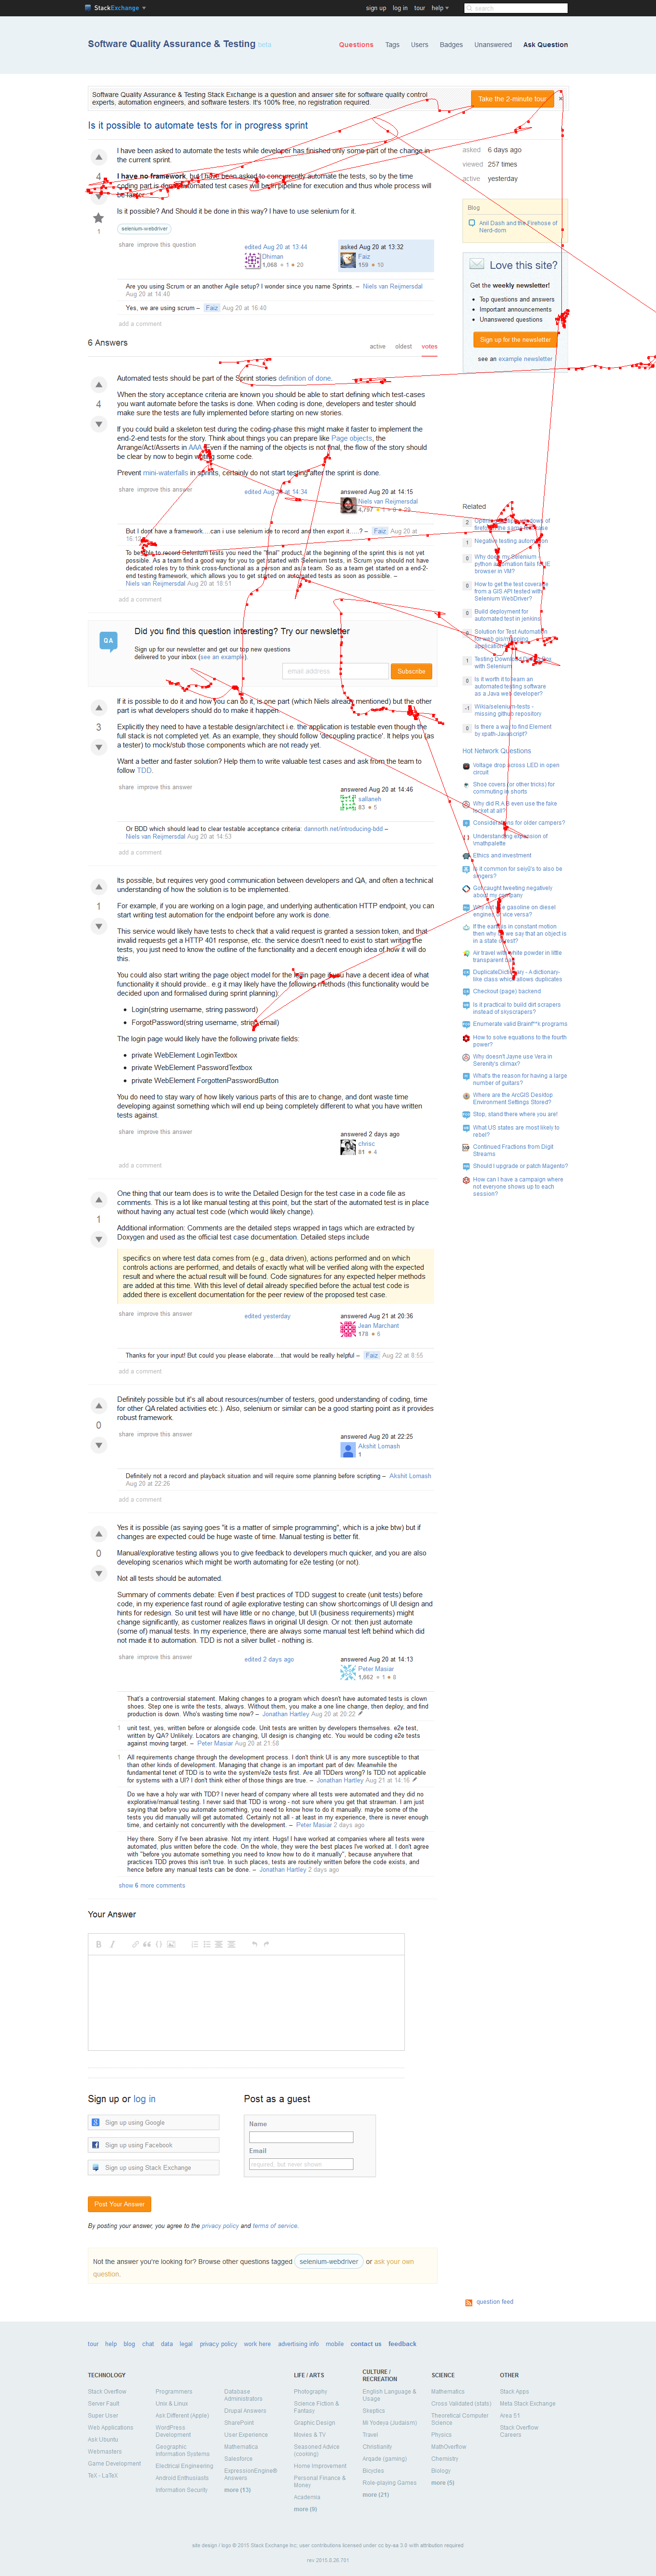 StackExchange
sign up log in tour help
search
Software Quality Assurance & Testing beta
Questions Tags Users Badges Unanswered Ask Question
Software Quality Assurance & Testing Stack Exchange is a question and answer site for software quality control
experts, automation engineers, and software testers. It's 100% free, no registration required.
Take the 2-minute tour
×
Is it possible to automate tests for in progress sprint
I have been asked to automate the tests while developer has finished only some part of the change in
the current sprint.
4
I have no framework, but I have been asked to concurrently automate the tests, so by the time
coding part is automated test cases will be in pipeline for execution and thus whole process will
be faster.
Is it possible? And Should it be done in this way? I have to use selenium for it.
1
selenium-webdriver
share improve this question
edited Aug 20 at 13:44
Dhiman
1,068 1 20
asked Aug 20 at 13:32
Faiz
159 10
Are you using Scrum or an another Agile setup? I wonder since you name Sprints. – Niels van Reijmersdal
Aug 20 at 14:40
Yes, we are using scrum – Faiz Aug 20 at 16:40
add a comment
asked 6 days ago
viewed 257 times
active yesterday
Blog
Anil Dash and the Firehose of
Nerd-dom
Love this site?
Get the weekly newsletter!
Top questions and answers
Important announcements
Unanswered questions
Sign up for the newsletter
see an example newsletter
6 Answers
active oldest votes
Automated tests should be part of the Sprint stories definition of done.
4
When the story acceptance criteria are known you should be able to start defining which test-cases
you want automate before the tasks is done. When coding is done, developers and tester should
make sure the tests are fully implemented before starting on new stories.
If you could build a skeleton test during the coding-phase this might make it faster to implement the
end-2-end tests for the story. Think about things you can prepare like Page objects, the
Arrange/Act/Asserts in AAA. Even if the naming of the objects is not final, the flow of the story should
be clear by now to begin writing some code.
Prevent mini-waterfalls in sprints, certainly do not start testing after the sprint is done.
share improve this answer
edited Aug 20 at 14:34
answered Aug 20 at 14:15
Niels van Reijmersdal
4,797
But I dont have a framework....can i use selenium ide to record and then export it.....? – Faiz Aug 20 at
16:12
To be able to record Selenium tests you need the "final" product, at the beginning of the sprint this is not yet
possible. As a team find a good way for you to get started with Selenium tests, in Scrum you should not have
dedicated roles try to have the developers and tester work as a team. So as a team get started on a end-2-
end testing framework, which allows you to get started on automated tests as soon as possible. –
Niels van Reijmersdal Aug 20 at 18:51
add a comment
QA
Did you find this question interesting? Try our newsletter
Sign up for our newsletter and get our top new questions
delivered to your inbox (see an example).
email address
Subscribe
If it is possible to do it and how you can do it, is one part (which Niels already mentioned) but the other
part is what developers should do to make it happen.
3
Explicitly they need to have a testable design/architect i.e. the application is testable even though the
full stack is not completed yet. As an example, they should follow 'decoupling practice'. It helps you (as
a tester) to mock/stub those components which are not ready yet.
Want a better and faster solution? Help them to write valuable test cases and ask from the team to
follow TDD.
share improve this answer
answered Aug 20 at 14:46
sallaneh
83 5
Or BDD which should lead to clear testable acceptance criteria: dannorth.net/introducing-bdd –
Niels van Reijmersdal Aug 20 at 14:53
add a comment
Its possible, but requires very good communication between developers and QA, and often a technical
understanding of how the solution is to be implemented.
1
For example, if you are working on a login page, and underlying authentication HTTP endpoint, you can
start writing test automation for the endpoint before any work is done.
This service would likely have tests to check that a valid request is granted a session token, and that
invalid requests get a HTTP 401 response, etc. the service doesn't need to exist to start writing the
tests, you just need to know the outline of the functionality and have a decent enough idea of how it will
do this.
You could also start writing the page object model for the login page if you have a decent idea of what
functionality it should provide.. e.g it may likely have the following methods (this functionality would be
decided upon and formalised during sprint planning):
Login(string username, string password)
ForgotPassword(string username, string email)
The login page would likely have the following private fields:
private WebElement LoginTextbox
private WebElement PasswordTextbox
private WebElement ForgottenPasswordButton
You do need to stay wary of how likely various parts of this are to change, and dont waste time
developing against something which will end up being completely different to what you have written
tests against.
share improve this answer
answered 2 days ago
chrisc
81 4
add a comment
One thing that our team does is to write the Detailed Design for the test case in a code file as
comments. This is a lot like manual testing at this point, but the start of the automated test is in place
without having any actual test code (which would likely change).
1
Additional information: Comments are the detailed steps wrapped in tags which are extracted by
Doxygen and used as the official test case documentation. Detailed steps include
specifics on where test data comes from (e.g., data driven), actions performed and on which
controls actions are performed, and details of exactly what will be verified along with the expected
result and where the actual result will be found. Code signatures for any expected helper methods
are added at this time. With this level of detail already specified before the actual test code is
added there is excellent documentation for the peer review of the proposed test case.
share improve this answer
edited yesterday
answered Aug 21 at 20:36
Jean Marchant
178 6
Thanks for your input! But could you please elaborate....that would be really helpful – Faiz Aug 22 at 8:55
add a comment
Definitely possible but it's all about resources(number of testers, good understanding of coding, time
for other QA related activities etc.). Also, selenium or similar can be a good starting point as it provides
robust framework.
0
share improve this answer
answered Aug 20 at 22:25
Akshit Lomash
1
Definitely not a record and playback situation and will require some planning before scripting – Akshit Lomash
Aug 20 at 22:26
add a comment
Yes it is possible (as saying goes "it is a matter of simple programming", which is a joke btw) but if
changes are expected could be huge waste of time. Manual testing is better fit.
0
Manual/explorative testing allows you to give feedback to developers much quicker, and you are also
developing scenarios which might be worth automating for e2e testing (or not).
Not all tests should be automated.
Summary of comments debate: Even if best practices of TDD suggest to create (unit tests) before
code, in my experience fast round of agile explorative testing can show shortcomings of UI design and
hints for redesign. So unit test will have little or no change, but UI (business requirements) might
change significantly, as customer realizes flaws in original UI design. Or not: then just automate
(some of) manual tests. In my experience, there are always some manual test left behind which did
not made it to automation. TDD is not a silver bullet - nothing is.
share improve this answer
edited 2 days ago
answered Aug 20 at 14:13
Peter Masiar
1,662 1 8
That's a controversial statement. Making changes to a program which doesn't have automated tests is clown
shoes. Step one is write the tests, always. Without them, you make a one line change, then deploy, and find
production is down. Who's wasting time now? – Jonathan Hartley Aug 20 at 20:22
1 unit test, yes, written before or alongside code. Unit tests are written by developers themselves. e2e test,
written by QA? Unlikely. Locators are changing, UI design is changing etc. You would be coding e2e tests
against moving target. – Peter Masiar Aug 20 at 21:58
1 All requirements change through the development process. I don't think UI is any more susceptible to that
than other kinds of development. Managing that change is an important part of dev. Meanwhile the
fundamental tenet of TDD is to write the system/e2e tests first. Are all TDDers wrong? Is TDD not applicable
for systems with a UI? I don't think either of those things are true. – Jonathan Hartley Aug 21 at 14:16
Do we have a holy war with TDD? I never heard of company where all tests were automated and they did no
explorative/manual testing. I never said that TDD is wrong - not sure where you get that strawman. I am just
saying that before you automate something, you need to know how to do it manually. maybe some of the
tests you did manually will get automated. Certainly not all - at least in my experience, there is never enough
time, and certainly not concurrently with the development. – Peter Masiar 2 days ago
Hey there. Sorry if I've been abrasive. Not my intent. Hugs! I have worked at companies where all tests were
automated, plus written before the code. On the whole, they were the best places I've worked at. I don't agree
with "before you automate something you need to know how to do it manually", because anywhere that
practices TDD proves this isn't true. In such places, tests are routinely written before the code exists, and
hence before any manual tests can be done. – Jonathan Hartley 2 days ago
show 6 more comments
Related
2
1 Negative testing automation
0 Why does my Selenium
python automation fails for IE
browser in VM?
0 How to get the test coverage
from a GIS API tested with
Selenium WebDriver?
0 Build deployment for
automated test in jenkins
6 Solution for Test Automation
for web gis/mapping
application
1 Testing Download Dialog Box
with Selenium
0 Is it worth it to learn an
automated testing software
as a Java web developer?
-1 Wikia/selenium-tests -
missing github repository
0 Is there a way to find Element
by xpath-Javascript?
Hot Network Questions
Voltage drop across LED in open
circuit
Shoe covers (or other tricks) for
commuting in shorts
Why did R.A.B even use the fake
locket at all?
Considerations for older campers?
Understanding expansion of
\mathpalette
Ethics and investment
Is it common for seiyū's to also be
singers?
Got caught tweeting negatively
about my company
Why not use gasoline on diesel
engines or vice versa?
If the earth is in constant motion
then why do we say that an object is
in a state of rest?
Air travel with white powder in little
transparent bags
DuplicateDictionary - A dictionary-
like class which allows duplicates
Checkout (page) backend
Is it practical to build dirt scrapers
instead of skyscrapers?
Enumerate valid Brainf**k programs
How to solve equations to the fourth
power?
Why doesn't Jayne use Vera in
Serenity's climax?
What's the reason for having a large
number of guitars?
Where are the ArcGIS Desktop
Environment Settings Stored?
Stop, stand there where you are!
What US states are most likely to
rebel?
Continued Fractions from Digit
Streams
Should I upgrade or patch Magento?
How can I have a campaign where
not everyone shows up to each
session?
Your Answer
B I
Sign up or log in
Sign up using Google
Sign up using Facebook
Sign up using Stack Exchange
Post as a guest
Name
Email
required, but never shown
Post Your Answer
By posting your answer, you agree to the privacy policy and terms of service.
Not the answer you're looking for? Browse other questions tagged selenium-webdriver or ask your own
question.
question feed
tour help blog chat data legal privacy policy work here advertising info mobile contact us feedback
TECHNOLOGY
Stack Overflow
Server Fault
Super User
Web Applications
Ask Ubuntu
Webmasters
Game Development
TeX - LaTeX
Programmers
Unix & Linux
Ask Different (Apple)
WordPress
Development
Geographic
Information Systems
Electrical Engineering
Android Enthusiasts
Information Security
Database
Administrators
Drupal Answers
SharePoint
User Experience
Mathematica
Salesforce
ExpressionEngine®
Answers
more (13)
LIFE / ARTS
Photography
Science Fiction &
Fantasy
Graphic Design
Movies & TV
Seasoned Advice
(cooking)
Home Improvement
Personal Finance &
Money
Academia
more (9)
CULTURE /
RECREATION
English Language &
Usage
Skeptics
Mi Yodeya (Judaism)
Travel
Christianity
Arqade (gaming)
Bicycles
Role-playing Games
more (21)
SCIENCE
Mathematics
Cross Validated (stats)
Theoretical Computer
Science
Physics
MathOverflow
Chemistry
Biology
more (5)
OTHER
Stack Apps
Meta Stack Exchange
Area 51
Stack Overflow
Careers
site design / logo © 2015 Stack Exchange Inc; user contributions licensed under cc by-sa 3.0 with attribution required
rev 2015.8.26.701